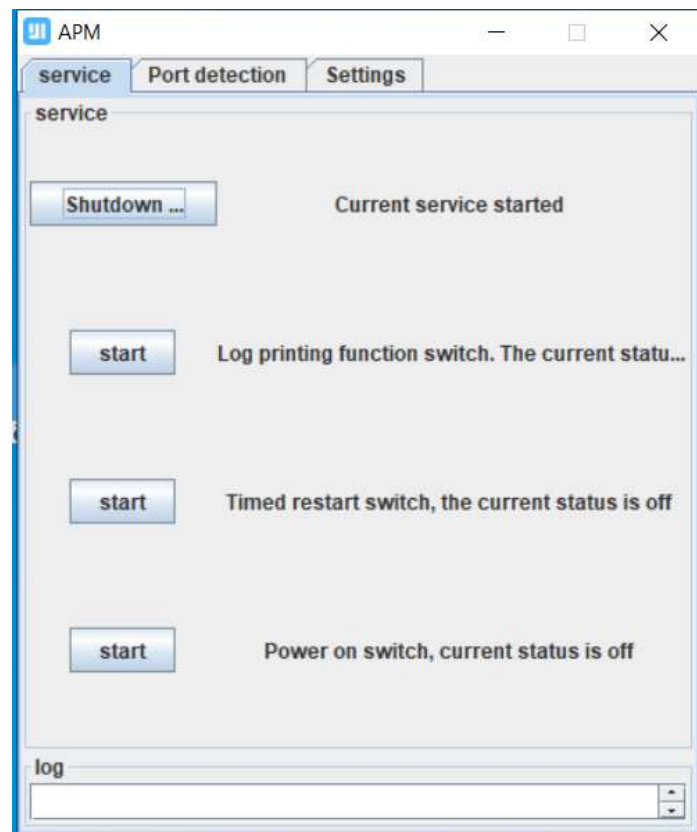 APM
service Port detection Settings
service
Shutdown ... Current service started
start Log printing function switch. The current statu...
start Timed restart switch, the current status is off
start Power on switch, current status is off
log